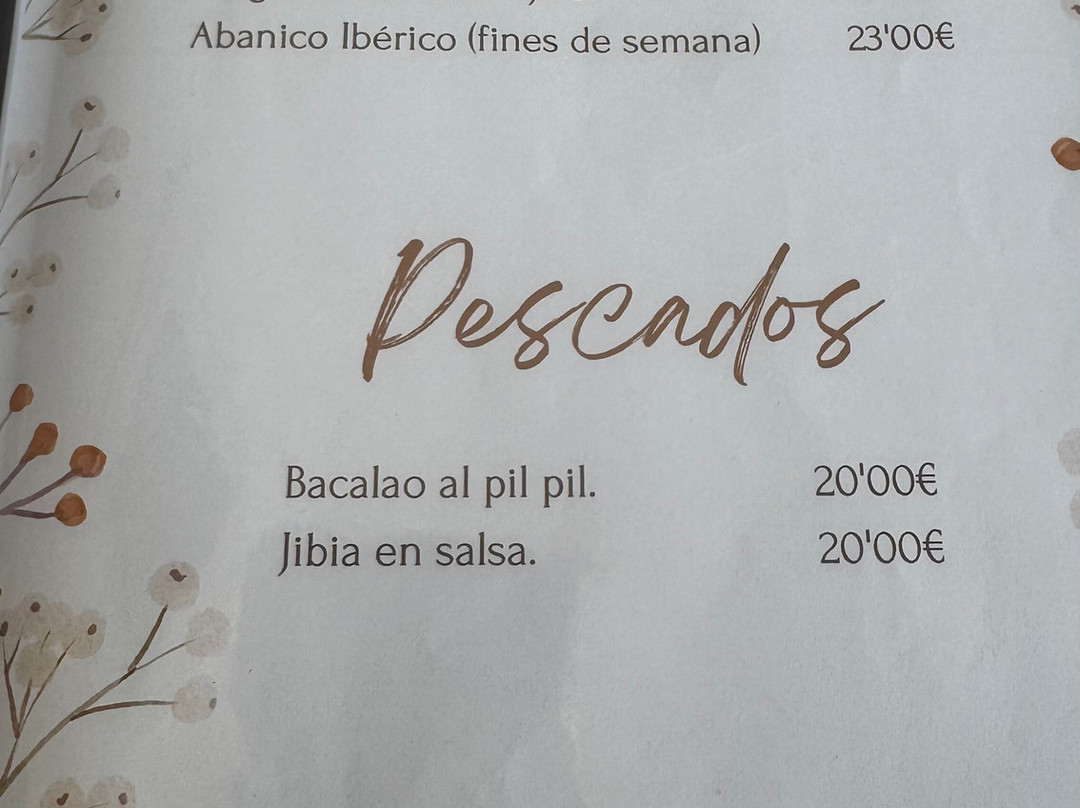 Abanico Ibérico (fines de semana) 23'00€
Pescados
Bacalao al pil pil. 20'00€
Jibia en salsa. 20'00€